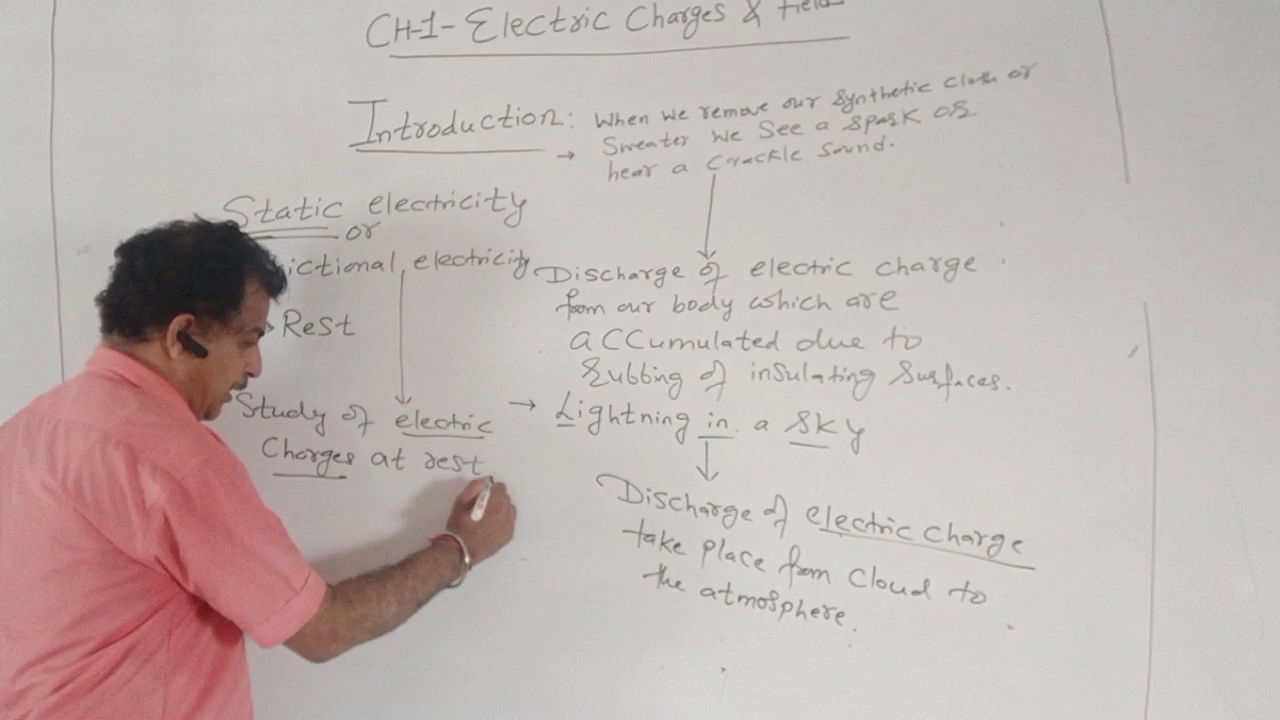 CH-1- Electric Charges & Field
Introduction: When we remove our synthetic cloth or
→ Sweater we See a spark or
hear a Crackle Sound.
Static electricity
or
ictional electricity
→ Rest
Study of electric
Charges at rest
Discharge of electric charge
from our body which are
accumulated due to
Rubbing of insulating Surfaces.
→ Lightning in a sky
Discharge of electric charge
take place from Cloud to
the atmosphere.